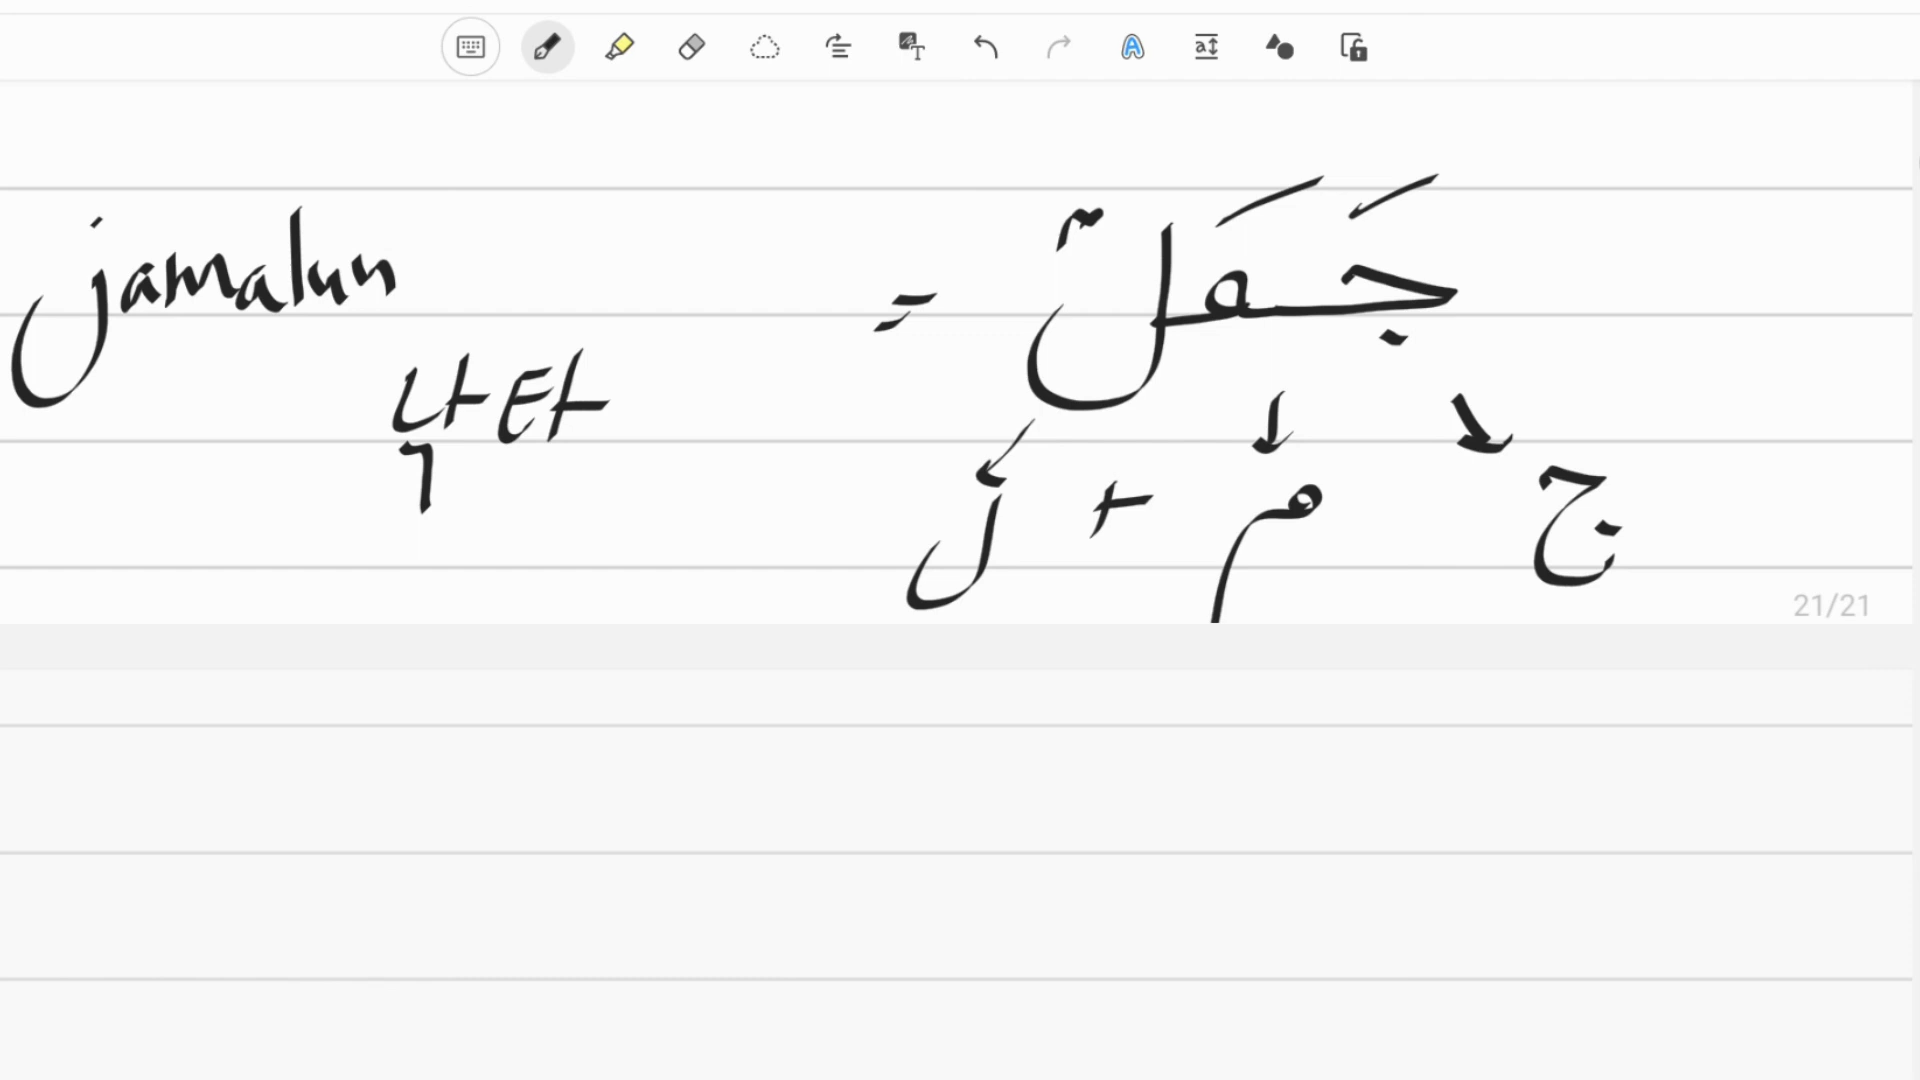 jamalun = جَمَلٌ
낙타
ل + م ج
21/21